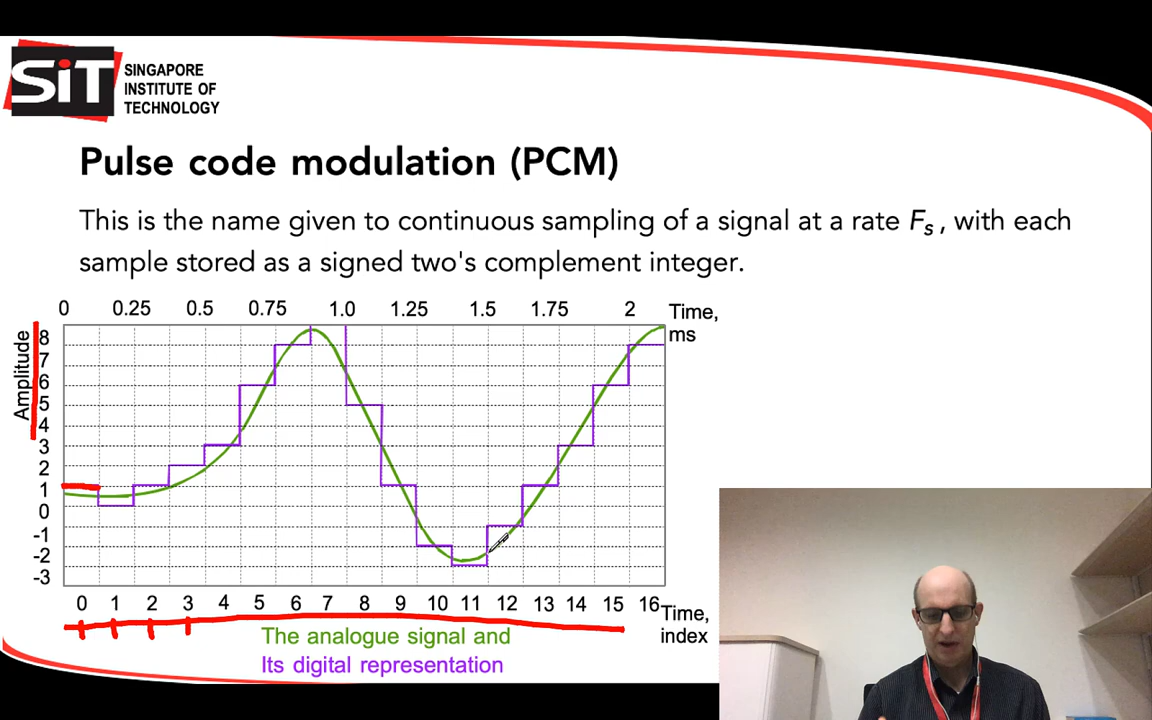 SiT
SINGAPORE
INSTITUTE OF
TECHNOLOGY
Pulse code modulation (PCM)
This is the name given to continuous sampling of a signal at a rate Fs , with each
sample stored as a signed two's complement integer.
0 0.25 0.5 0.75 1.0 1.25 1.5 1.75 2 Time,
ms
Amplitude
8
7
6
5
4
3
2
1
0
-1
-2
-3
0 1 2 3 4 5 6 7 8 9 10 11 12 13 14 15 16 Time,
index
The analogue signal and
Its digital representation